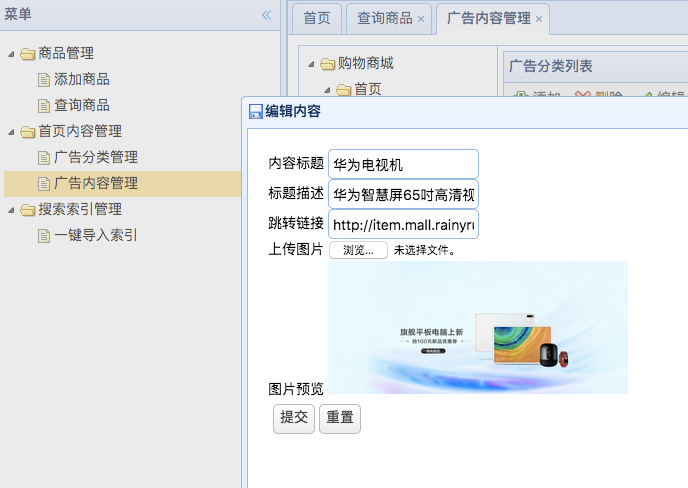 菜单
商品管理
添加商品
查询商品
首页内容管理
广告分类管理
广告内容管理
搜索索引管理
一键导入索引
首页 查询商品 广告内容管理
购物商城
首页
广告分类列表
添加 删除 编辑
编辑内容
内容标题 华为电视机
标题描述 华为智慧屏65吋高清视
跳转链接 http://item.mall.rainyru
上传图片 浏览... 未选择文件。
旗舰平板电脑上新
抢100元新品优惠券
图片预览
提交 重置